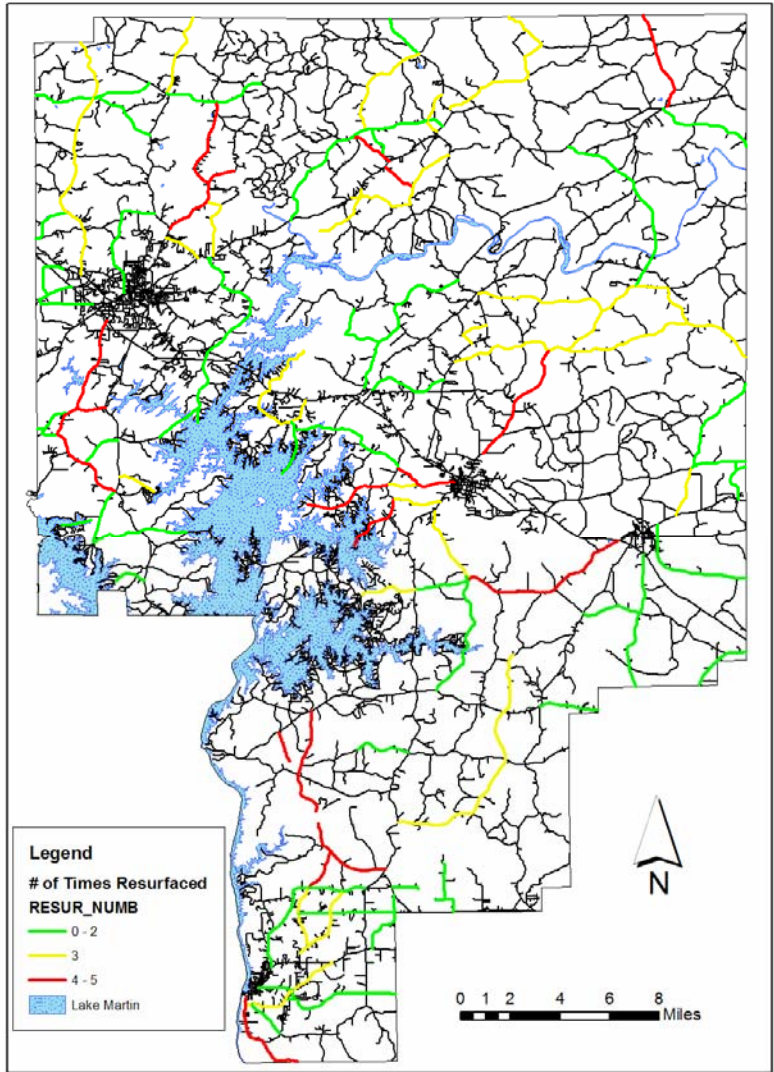 N
Legend
# of Times Resurfaced
RESUR_NUMB
0 - 2
3
4 - 5
Lake Martin
0 1 2 4 6 8
Miles